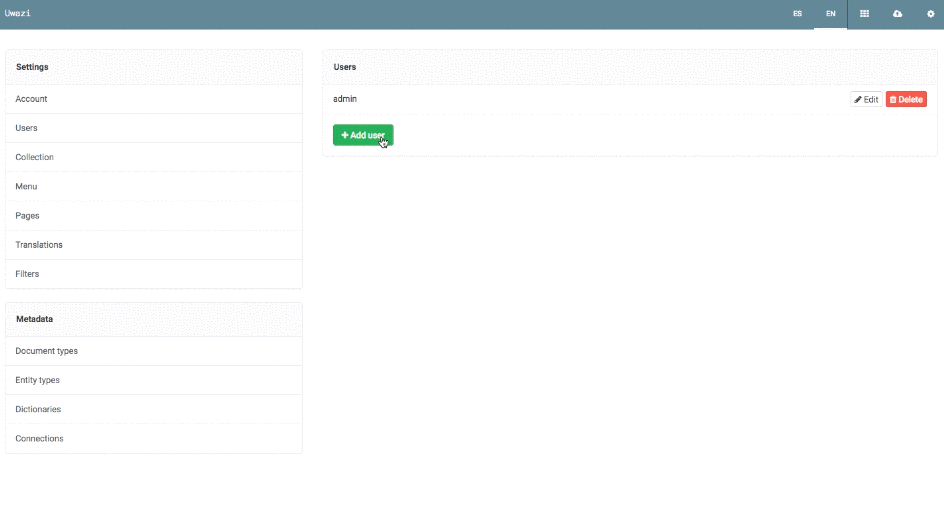 Uwazi
ES
EN
Settings
Account
Users
Collection
Menu
Pages
Translations
Filters
Metadata
Document types
Entity types
Dictionaries
Connections
Users
admin
Edit
Delete
Add user